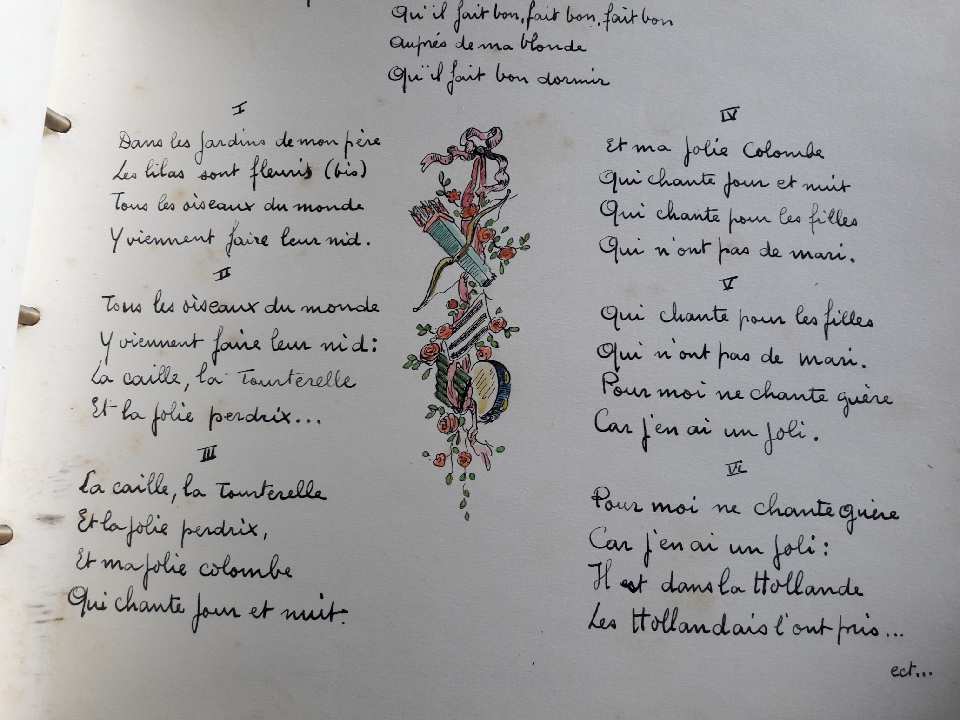 Qu'il fait bon, fait bon, fait bon
Auprés de ma blonde
Qu'il fait bon dormir
I
Dans les jardins de mon père
Les lilas sont fleuris (bis)
Tous les oiseaux du monde
Y viennent faire leur nid.
II
Tous les oiseaux du monde
Y viennent faire leur nid :
La caille, la Tourterelle
Et la jolie perdrix...
III
La caille, la Tourterelle
Et la jolie perdrix,
Et ma jolie colombe
Qui chante jour et nuit.
IV
Et ma jolie Colombe
Qui chante jour et nuit
Qui chante pour les filles
Qui n'ont pas de mari.
V
Qui chante pour les filles
Qui n'ont pas de mari.
Pour moi ne chante guère
Car j'en ai un joli.
VI
Pour moi ne chante guère
Car j'en ai un joli :
Il est dans la Hollande
Les Hollandais l'ont pris...
ect...